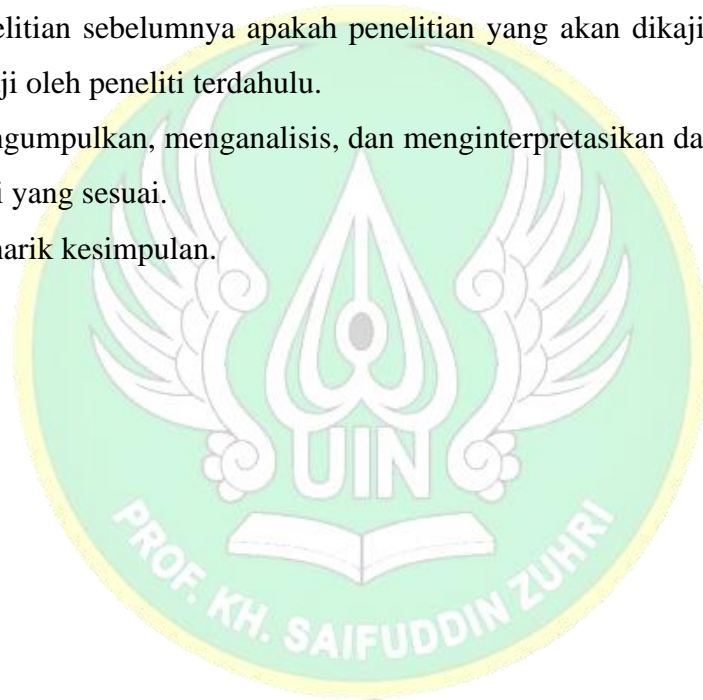 elitian sebelumnya apakah penelitian yang akan dikaji
ji oleh peneliti terdahulu.
ngumpulkan, menganalisis, dan menginterpretasikan da
i yang sesuai.
narik kesimpulan.
UIN
PROF. KH. SAIFUDDIN ZUHRI